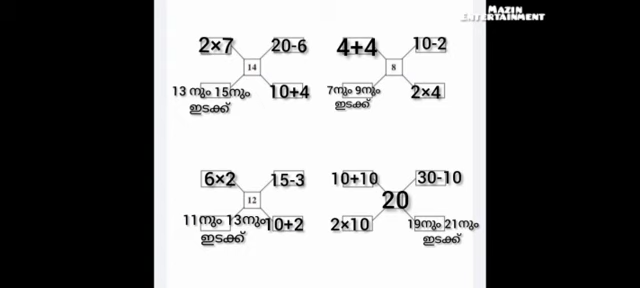 MAZIN
ENTERTAINMENT
2×7
20-6
14
13 നും 15നും
ഇടക്ക്
10+4
4+4
10-2
8
7നും 9നും
ഇടക്ക്
2×4
6×2
15-3
12
11നും 13നും
ഇടക്ക്
10+2
10+10
30-10
20
2×10
19നും 21നും
ഇടക്ക്